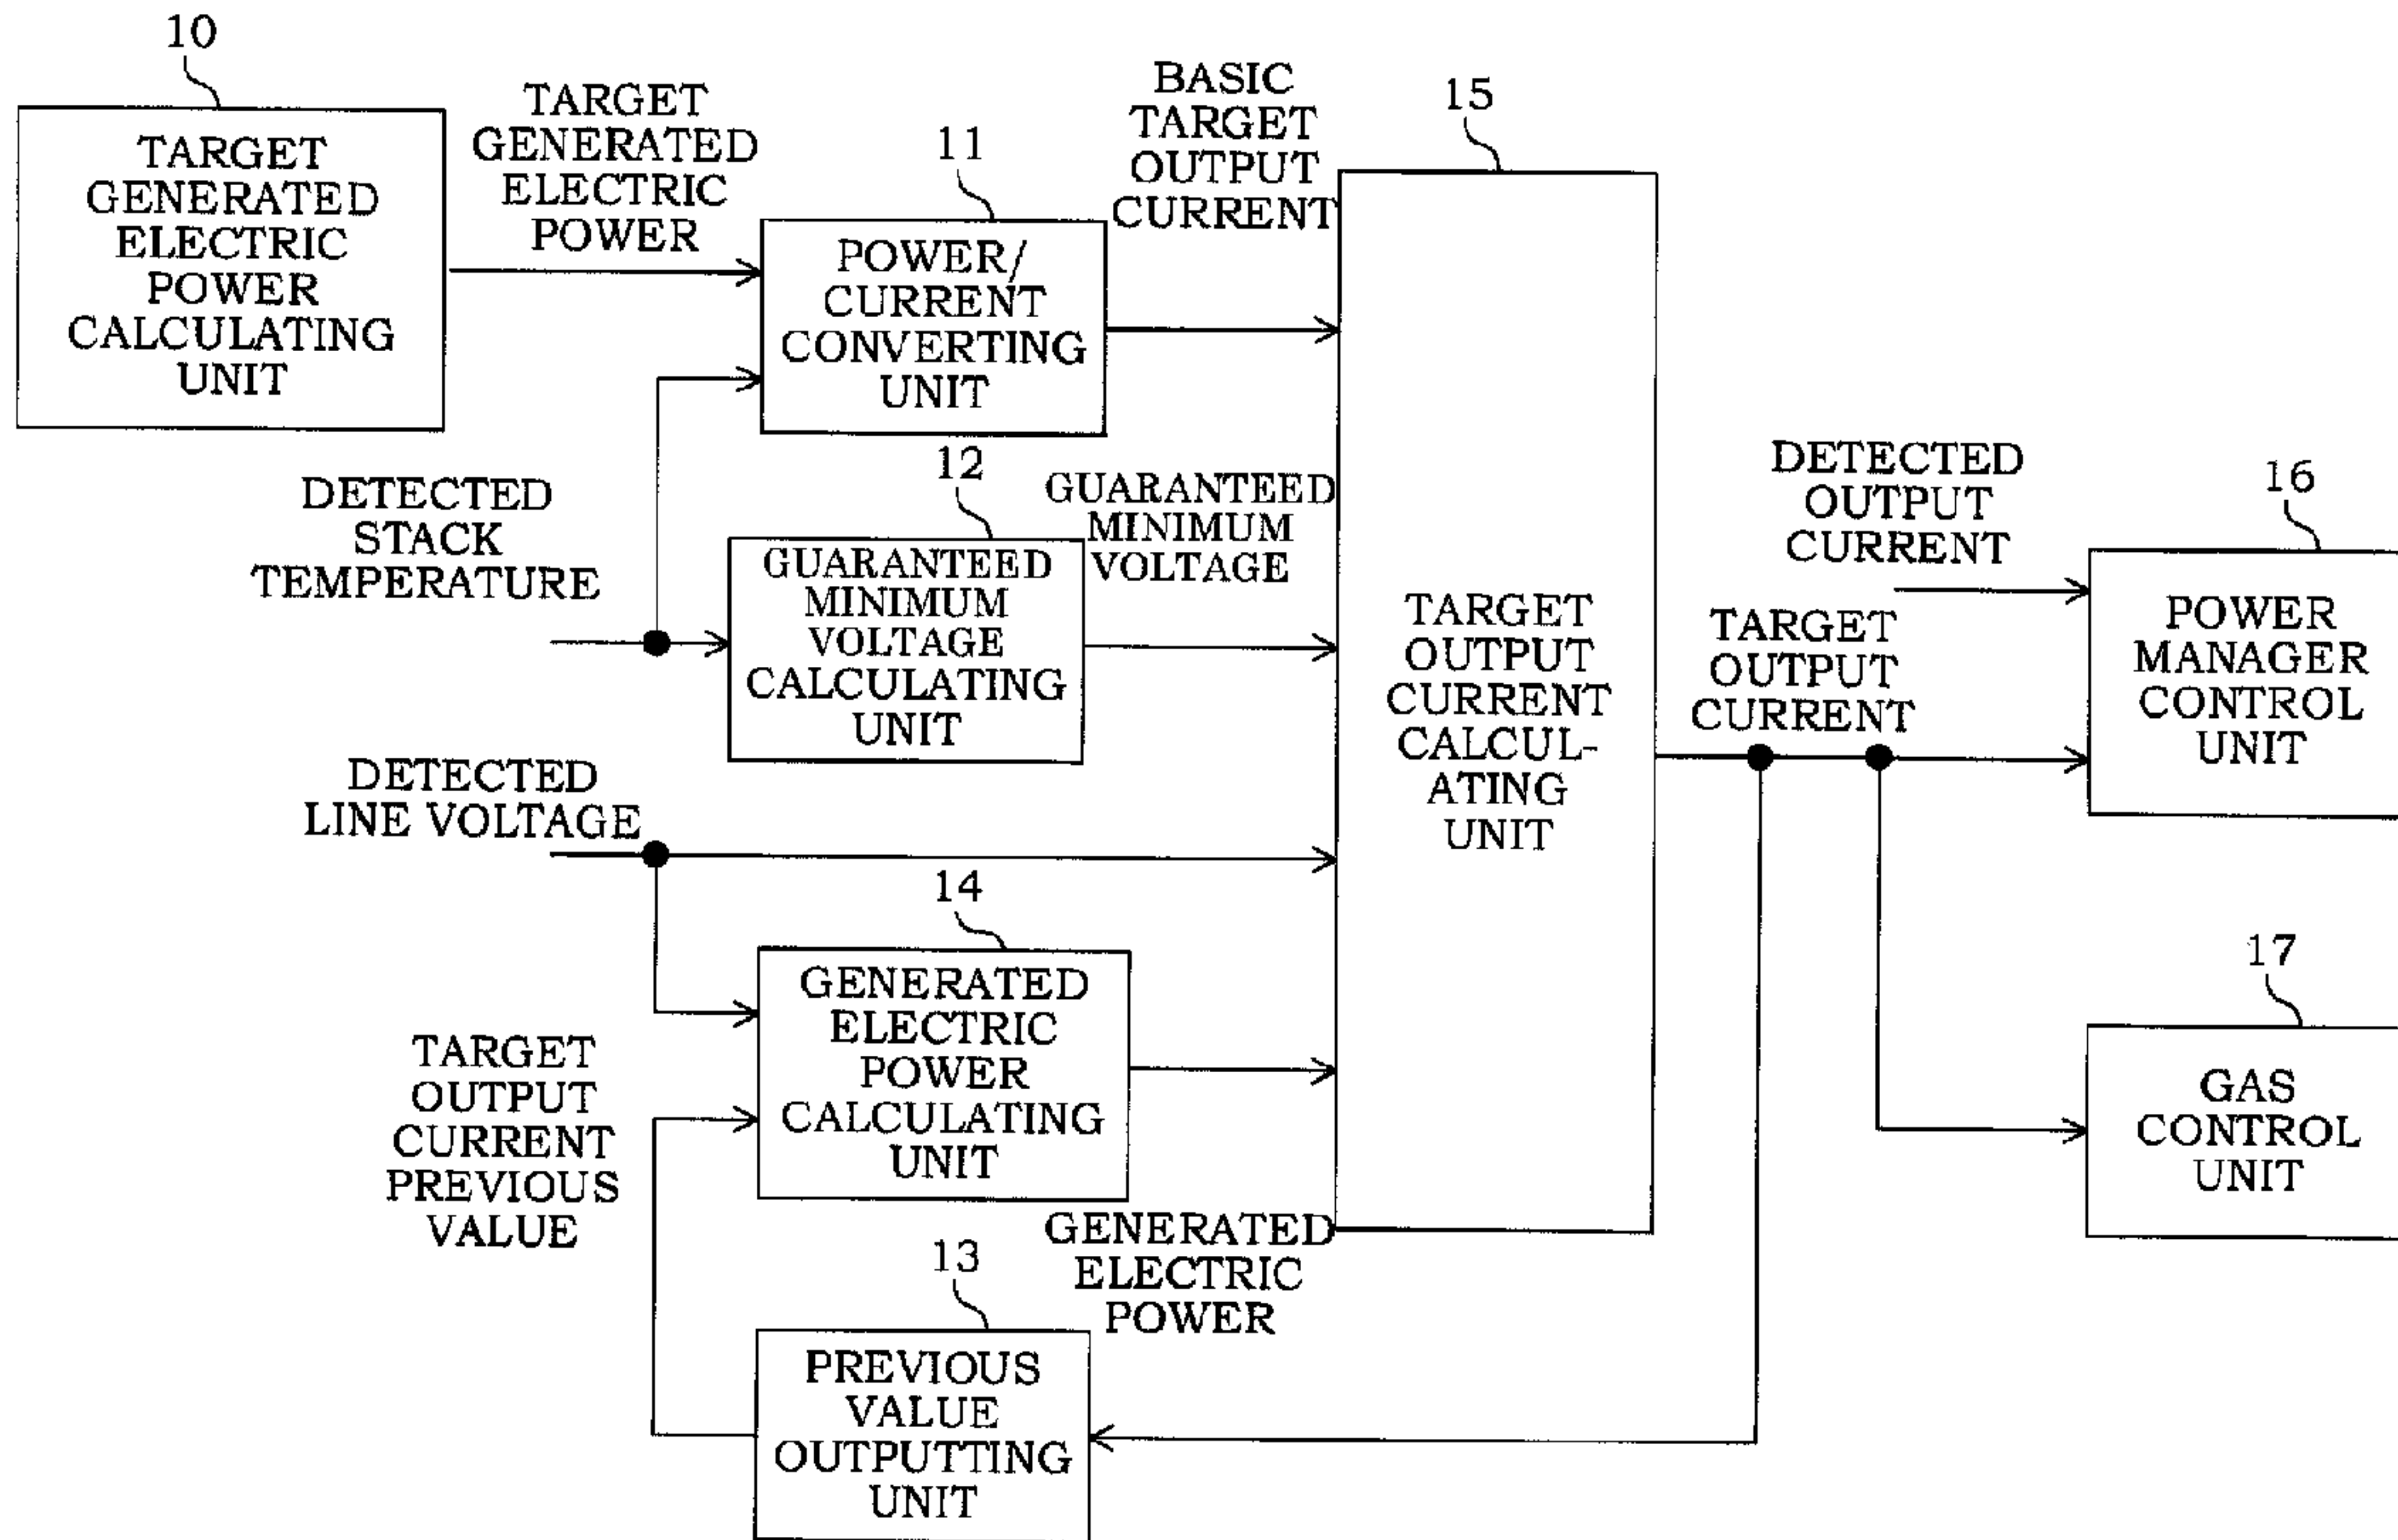 10
TARGET
GENERATED
ELECTRIC
POWER
CALCULATING
UNIT
TARGET
GENERATED
ELECTRIC
POWER
11
POWER/
CURRENT
CONVERTING
UNIT
BASIC
TARGET
OUTPUT
CURRENT
15
TARGET
OUTPUT
CURRENT
CALCUL-
ATING
UNIT
DETECTED
STACK
TEMPERATURE
12
GUARANTEED
MINIMUM
VOLTAGE
CALCULATING
UNIT
GUARANTEED
MINIMUM
VOLTAGE
DETECTED
LINE VOLTAGE
14
GENERATED
ELECTRIC
POWER
CALCULATING
UNIT
GENERATED
ELECTRIC
POWER
TARGET
OUTPUT
CURRENT
PREVIOUS
VALUE
13
PREVIOUS
VALUE
OUTPUTTING
UNIT
DETECTED
OUTPUT
CURRENT
TARGET
OUTPUT
CURRENT
16
POWER
MANAGER
CONTROL
UNIT
17
GAS
CONTROL
UNIT